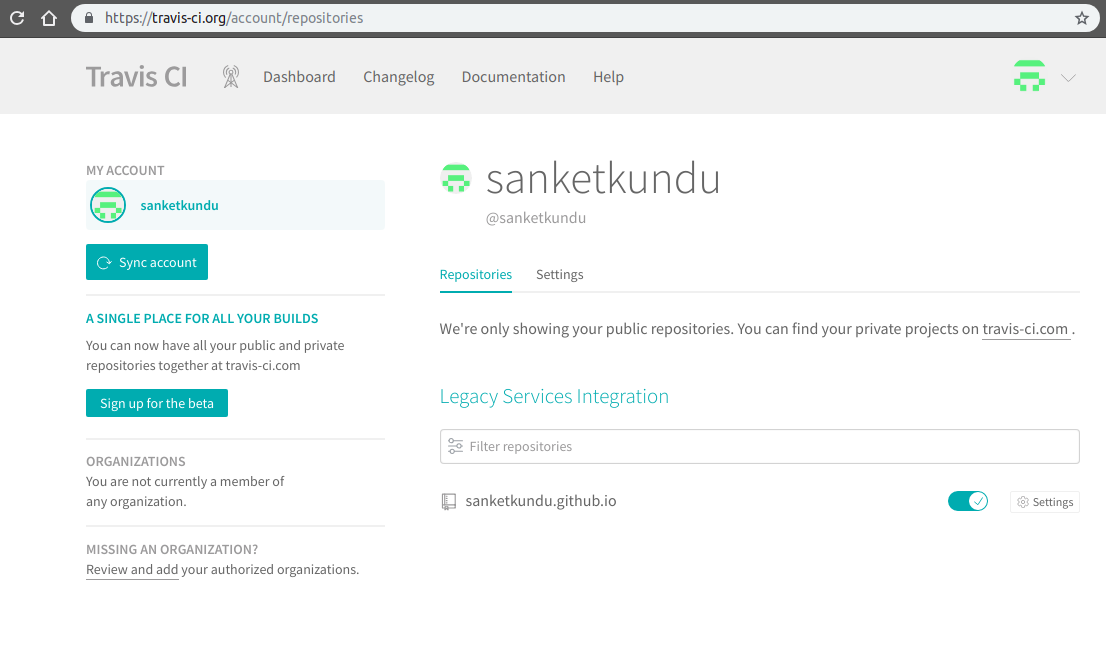 https://travis-ci.org/account/repositories
Travis CI
Dashboard
Changelog
Documentation
Help
MY ACCOUNT
sanketkundu
Sync account
A SINGLE PLACE FOR ALL YOUR BUILDS
You can now have all your public and private
repositories together at travis-ci.com
Sign up for the beta
ORGANIZATIONS
You are not currently a member of
any organization.
MISSING AN ORGANIZATION?
Review and add your authorized organizations.
sanketkundu
@sanketkundu
Repositories
Settings
We're only showing your public repositories. You can find your private projects on travis-ci.com .
Legacy Services Integration
Filter repositories
sanketkundu.github.io
Settings